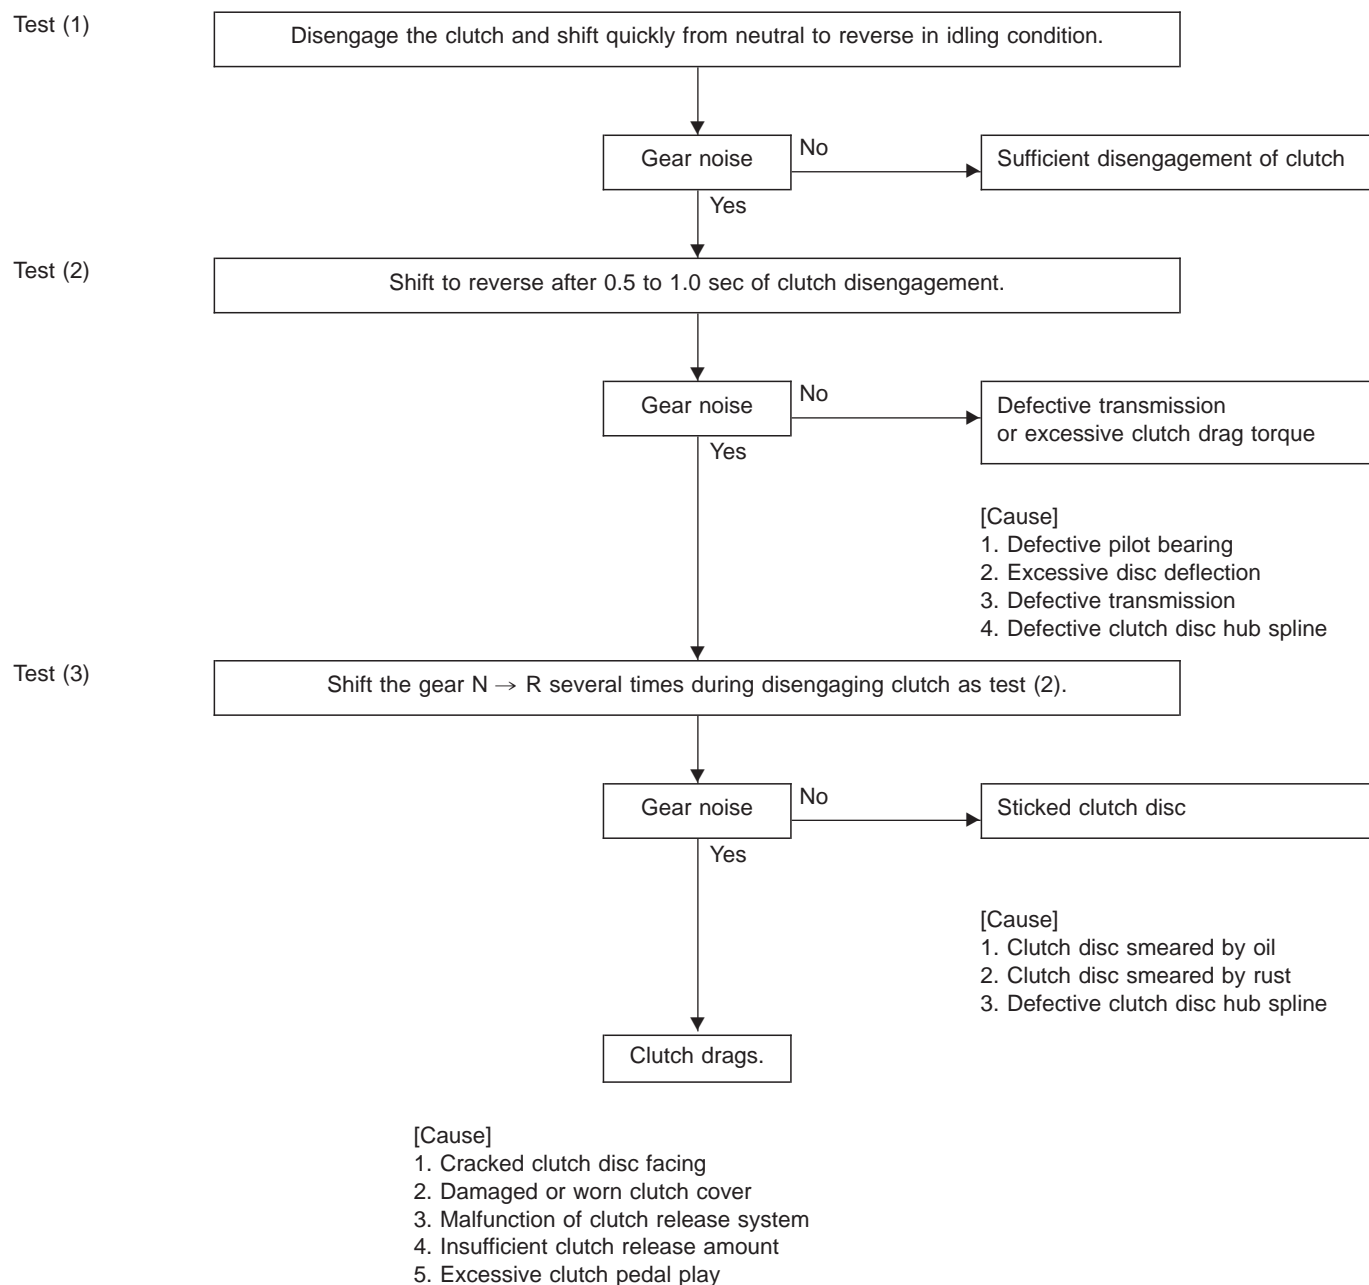 Test (1)
Disengage the clutch and shift quickly from neutral to reverse in idling condition.
Gear noise
No
Sufficient disengagement of clutch
Yes
Test (2)
Shift to reverse after 0.5 to 1.0 sec of clutch disengagement.
Gear noise
No
Defective transmission
or excessive clutch drag torque
Yes
[Cause]
1. Defective pilot bearing
2. Excessive disc deflection
3. Defective transmission
4. Defective clutch disc hub spline
Test (3)
Shift the gear N → R several times during disengaging clutch as test (2).
Gear noise
No
Sticked clutch disc
Yes
[Cause]
1. Clutch disc smeared by oil
2. Clutch disc smeared by rust
3. Defective clutch disc hub spline
Clutch drags.
[Cause]
1. Cracked clutch disc facing
2. Damaged or worn clutch cover
3. Malfunction of clutch release system
4. Insufficient clutch release amount
5. Excessive clutch pedal play